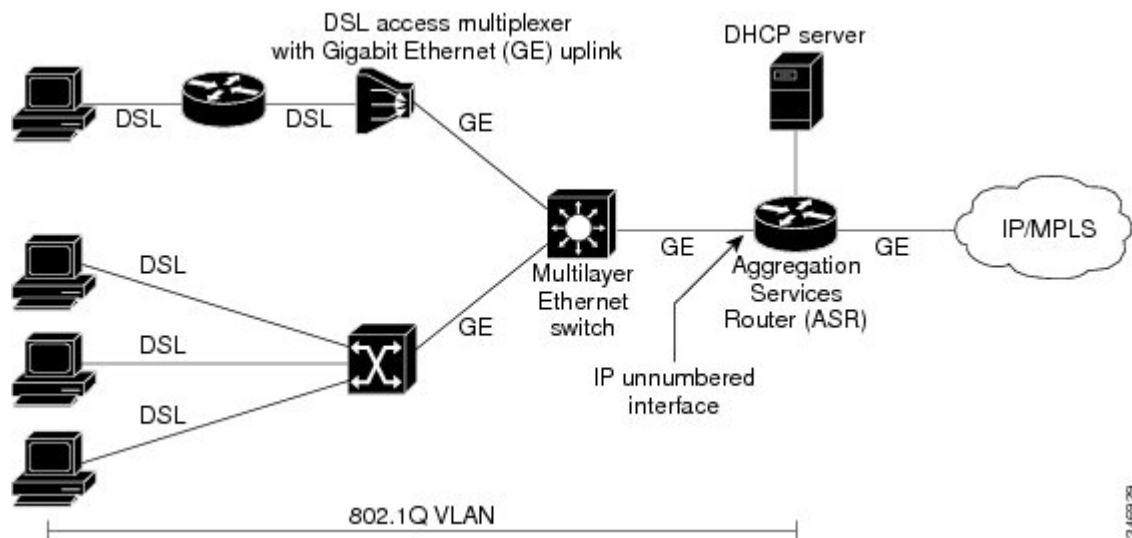 DSL access multiplexer
with Gigabit Ethernet (GE) uplink
DHCP server
DSL
DSL
GE
DSL
DSL
DSL
GE
Multilayer
Ethernet
switch
GE
Aggregation
Services
Router (ASR)
GE
IP/MPLS
IP unnumbered
interface
802.1Q VLAN
346939